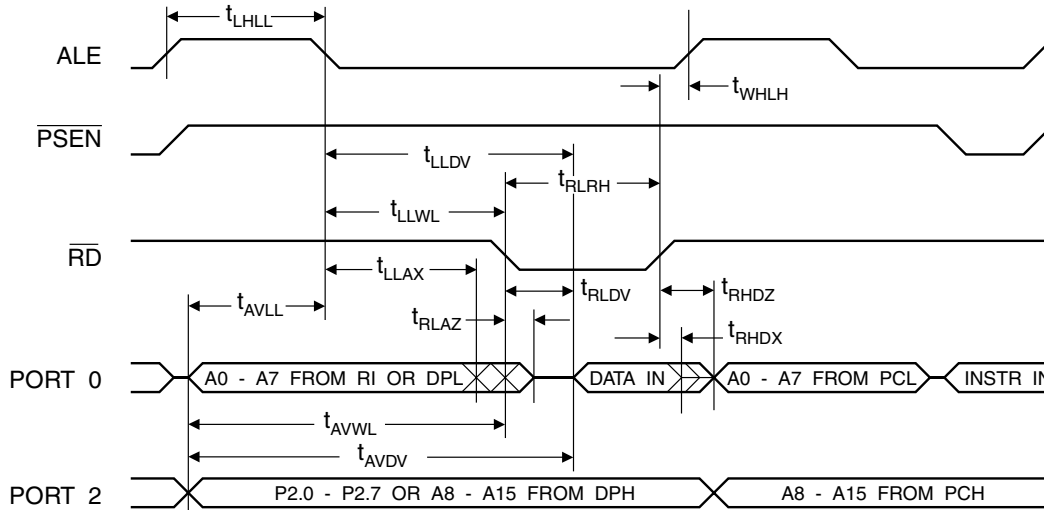 tLHLL
ALE
tWHLH
PSEN
tLLDV
tRLRH
tLLWL
RD
tLLAX
tRLDV
tRHDZ
tAVLL
tRLAZ
tRHDX
PORT 0
A0 - A7 FROM RI OR DPL
DATA IN
A0 - A7 FROM PCL
INSTR IN
tAVWL
tAVDV
PORT 2
P2.0 - P2.7 OR A8 - A15 FROM DPH
A8 - A15 FROM PCH